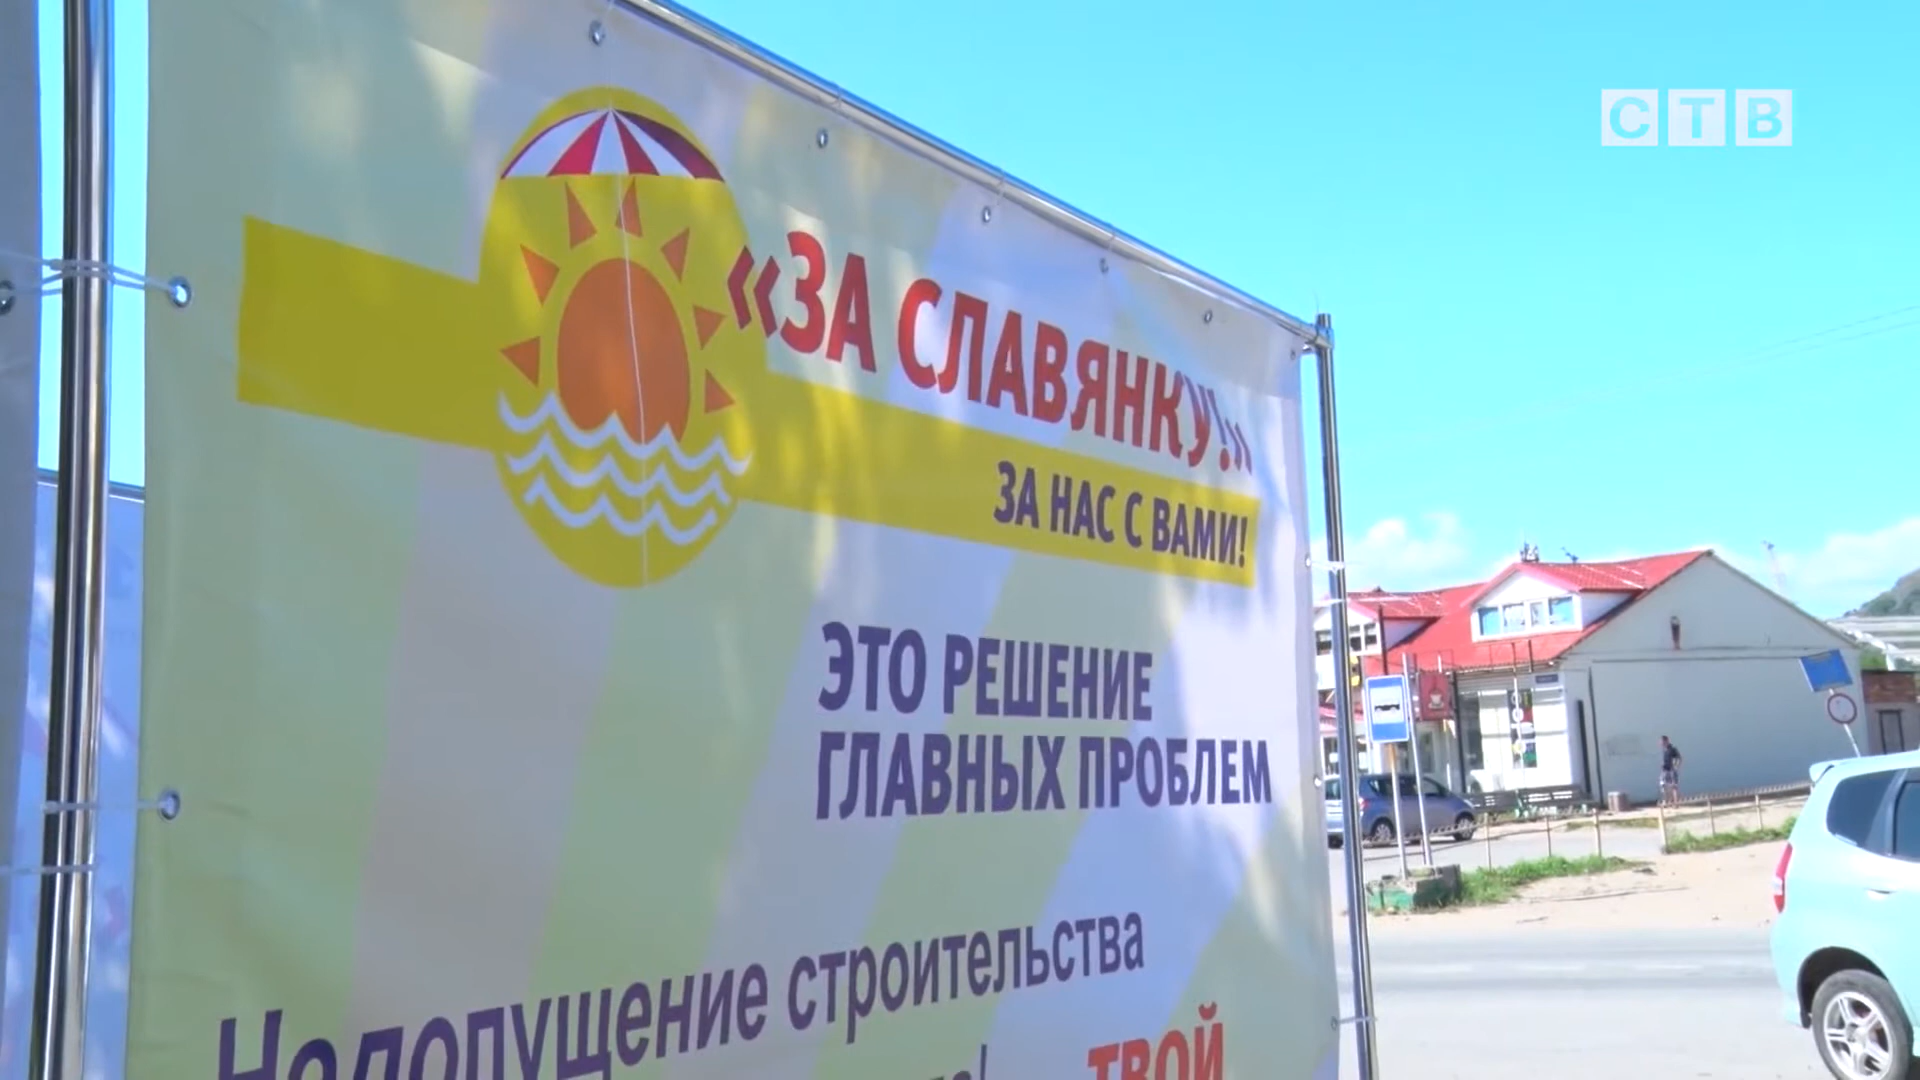 СТВ
«ЗА СЛАВЯНКУ!»
ЗА НАС С ВАМИ!
ЭТО РЕШЕНИЕ
ГЛАВНЫХ ПРОБЛЕМ
Недопущение строительства
ТВОЙ